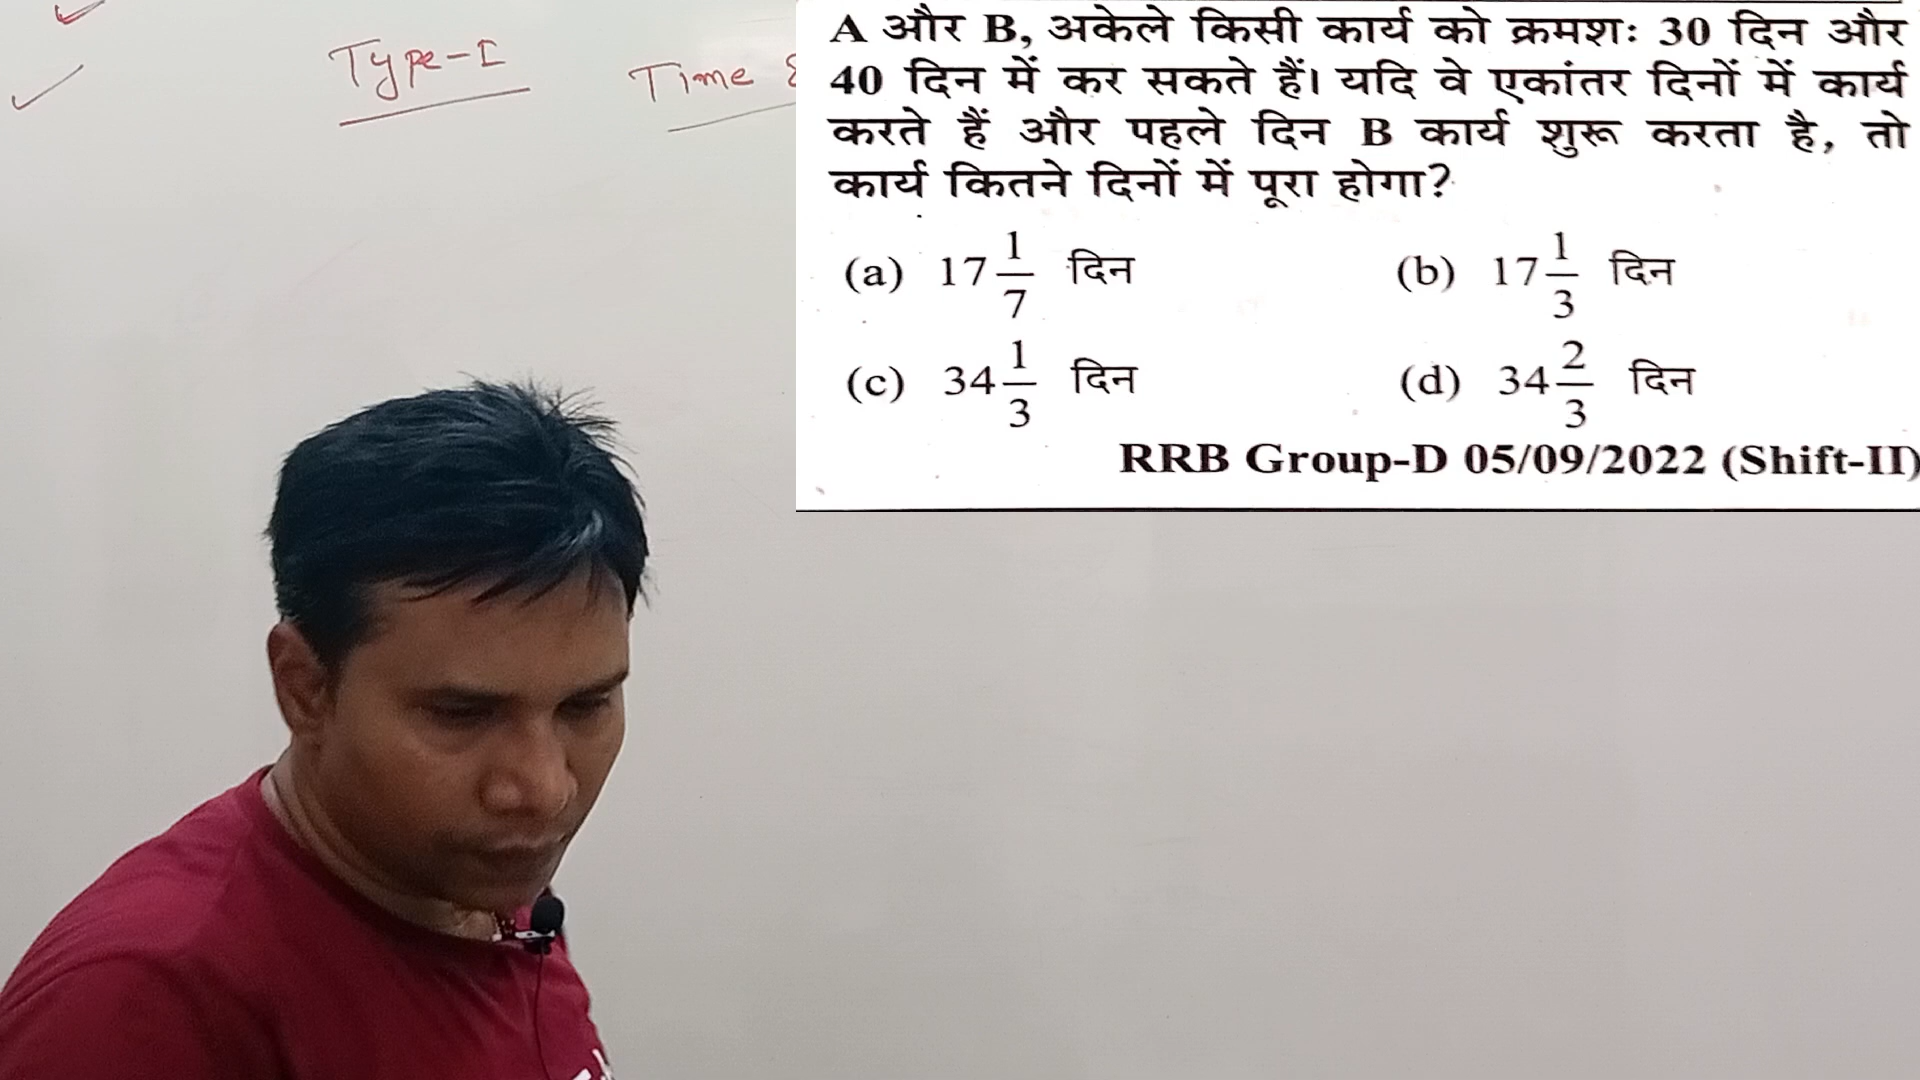 Type-I
Time
A और B, अकेले किसी कार्य को क्रमशः 30 दिन और
40 दिन में कर सकते हैं। यदि वे एकांतर दिनों में कार्य
करते हैं और पहले दिन B कार्य शुरू करता है, तो
कार्य कितने दिनों में पूरा होगा?
(a) 17 1/7 दिन (b) 17 1/3 दिन
(c) 34 1/3 दिन (d) 34 2/3 दिन
RRB Group-D 05/09/2022 (Shift-II)